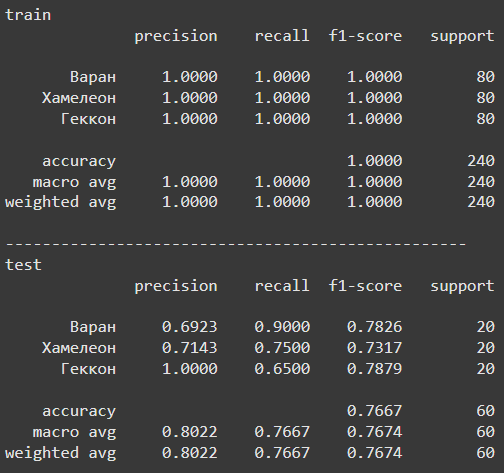 train
precision recall f1-score support
Варан 1.0000 1.0000 1.0000 80
Хамелеон 1.0000 1.0000 1.0000 80
Геккон 1.0000 1.0000 1.0000 80
accuracy 1.0000 240
macro avg 1.0000 1.0000 1.0000 240
weighted avg 1.0000 1.0000 1.0000 240
--------------------------------------------------
test
precision recall f1-score support
Варан 0.6923 0.9000 0.7826 20
Хамелеон 0.7143 0.7500 0.7317 20
Геккон 1.0000 0.6500 0.7879 20
accuracy 0.7667 60
macro avg 0.8022 0.7667 0.7674 60
weighted avg 0.8022 0.7667 0.7674 60